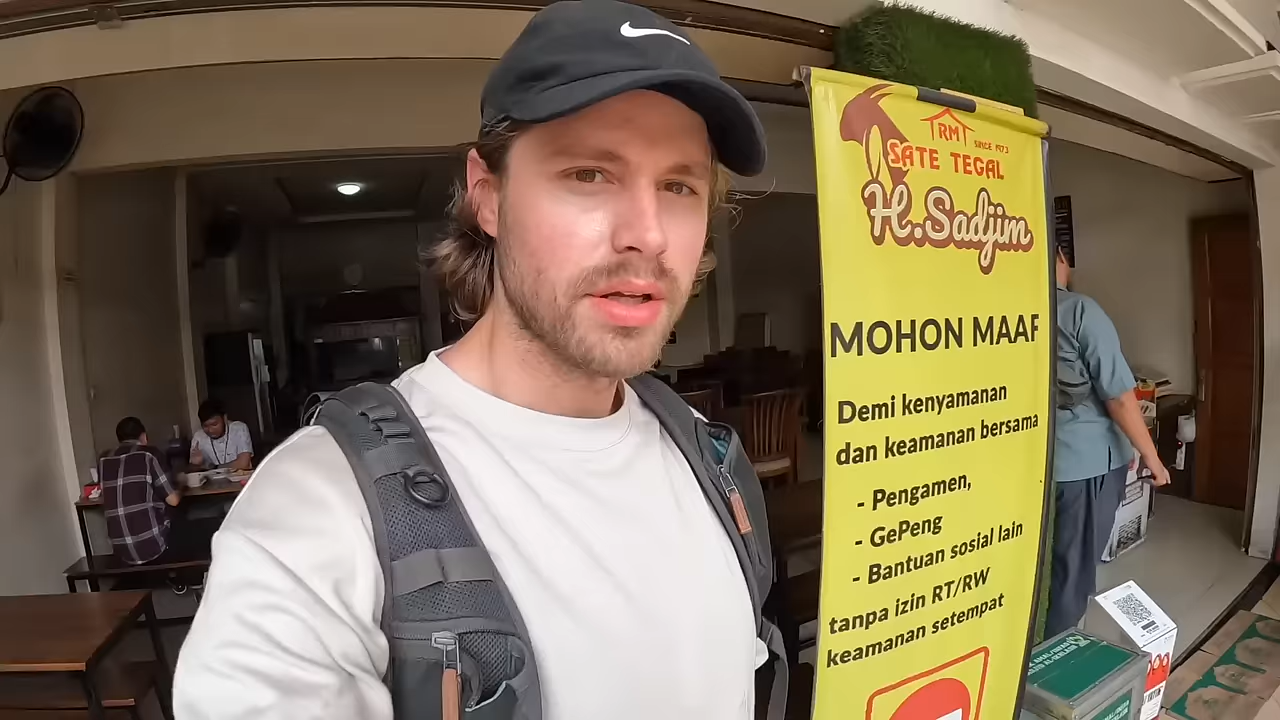 RM
SINCE 1973
SATE TEGAL
H.Sadjim
MOHON MAAF
Demi kenyamanan
dan keamanan bersama
- Pengamen,
- GePeng
- Bantuan sosial lain
tanpa izin RT/RW
keamanan setempat